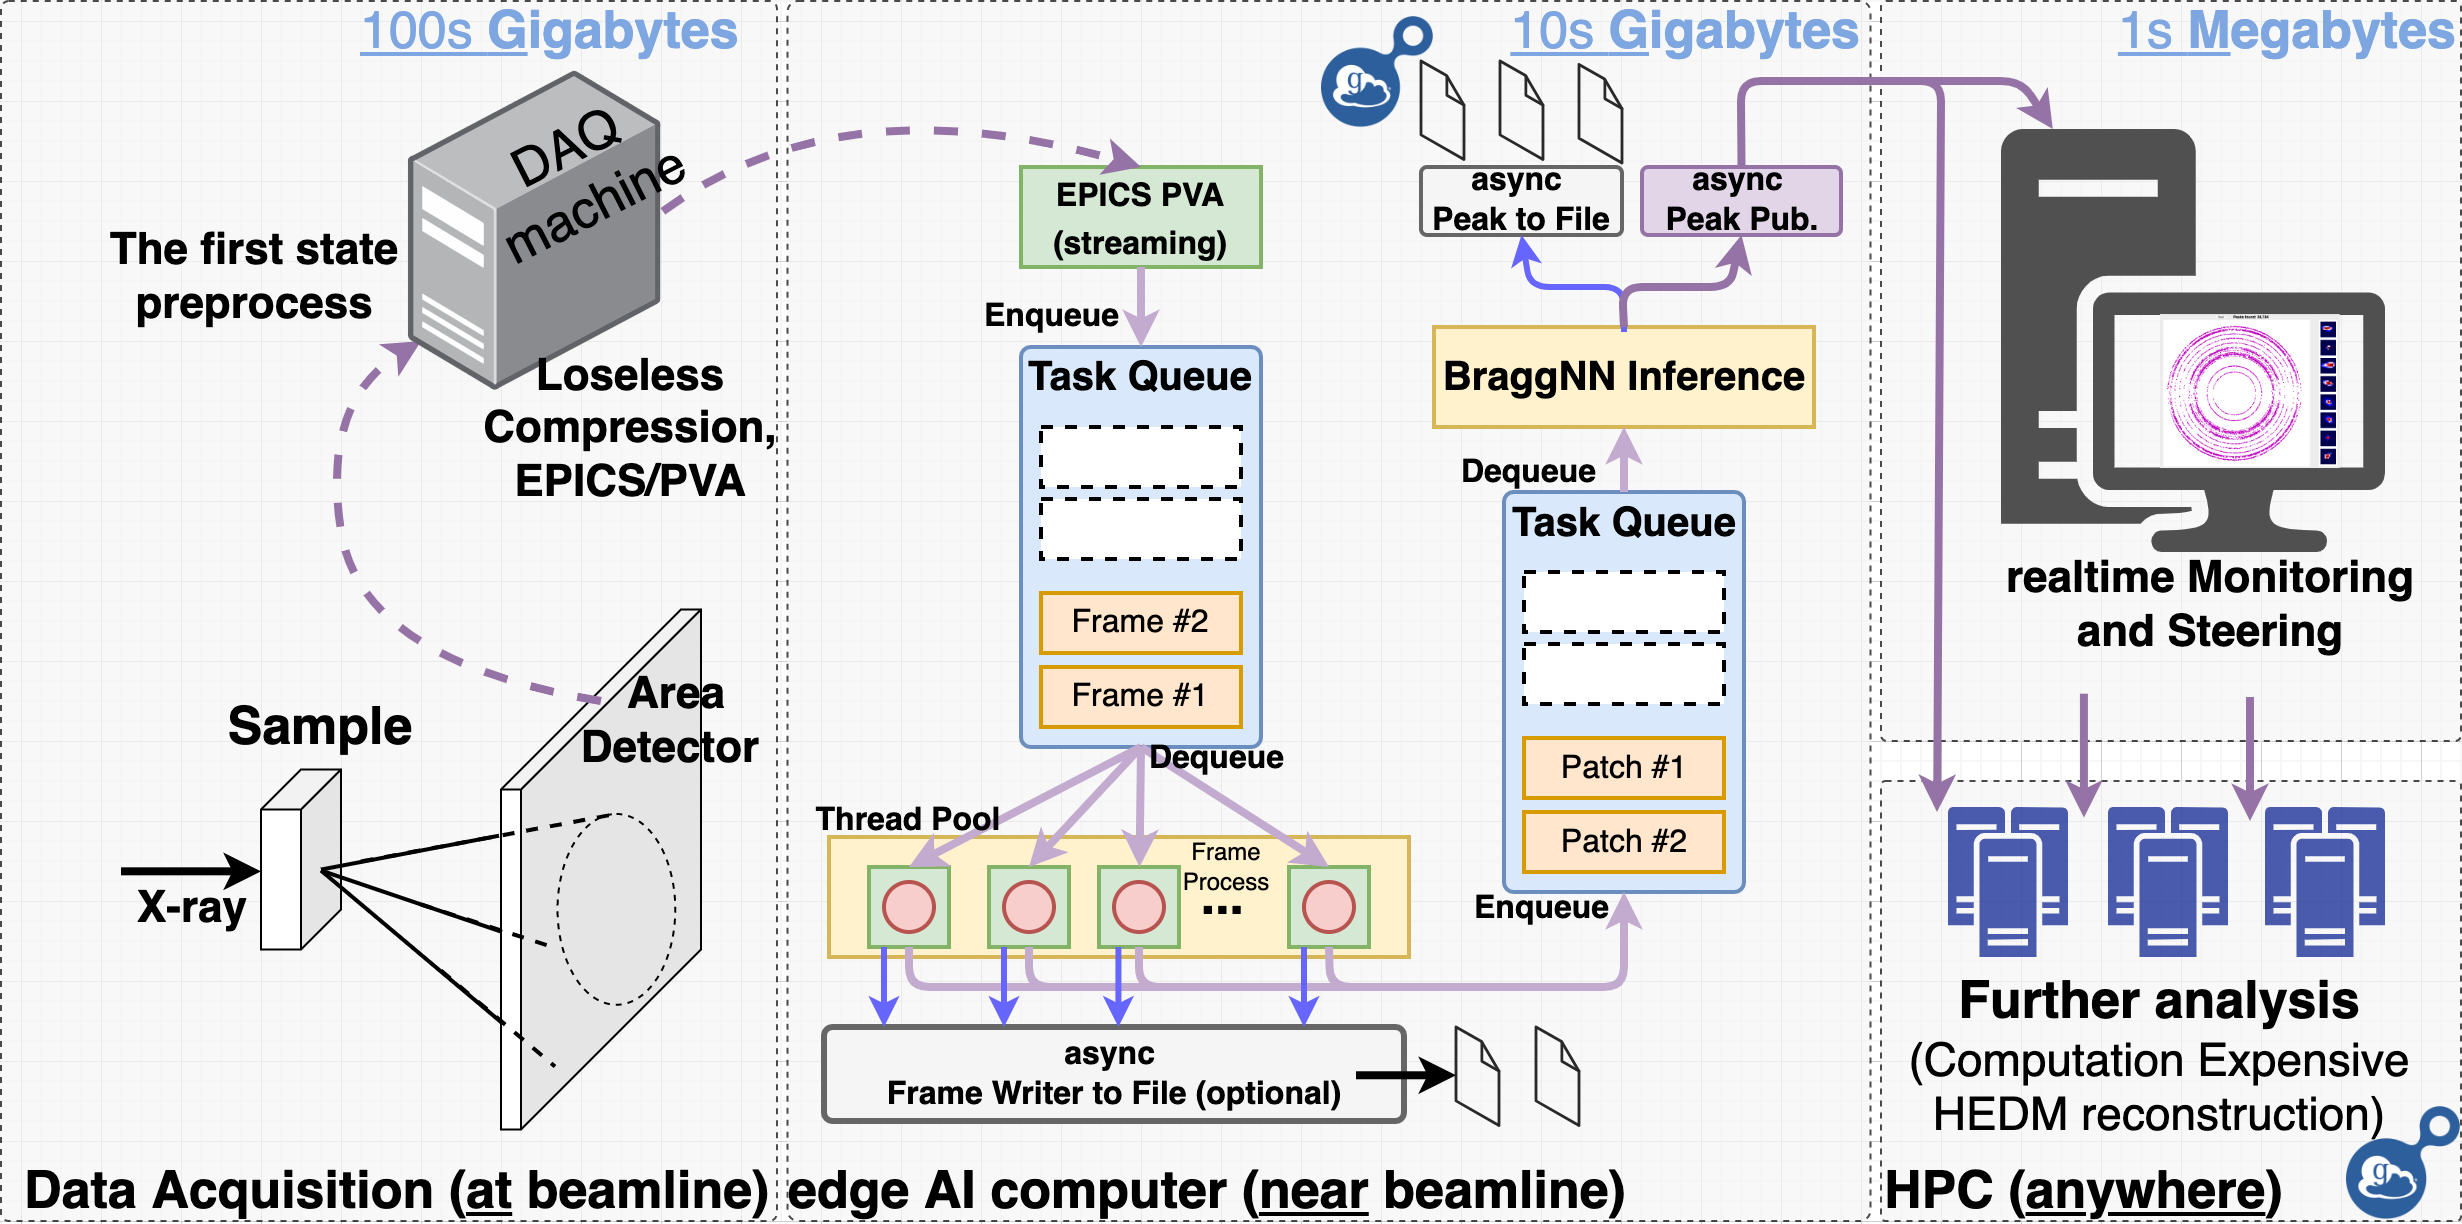 100s Gigabytes
DAQ
machine
The first state
preprocess
Loseless
Compression,
EPICS/PVA
Sample
Area
Detector
X-ray
Data Acquisition (at beamline)
10s Gigabytes
g
EPICS PVA
(streaming)
Enqueue
Task Queue
Frame #2
Frame #1
Dequeue
Thread Pool
Frame
Process
...
async
Frame Writer to File (optional)
async
Peak to File
async
Peak Pub.
BraggNN Inference
Dequeue
Task Queue
Patch #1
Patch #2
Enqueue
edge AI computer (near beamline)
1s Megabytes
realtime Monitoring
and Steering
Further analysis
(Computation Expensive
HEDM reconstruction)
g
HPC (anywhere)